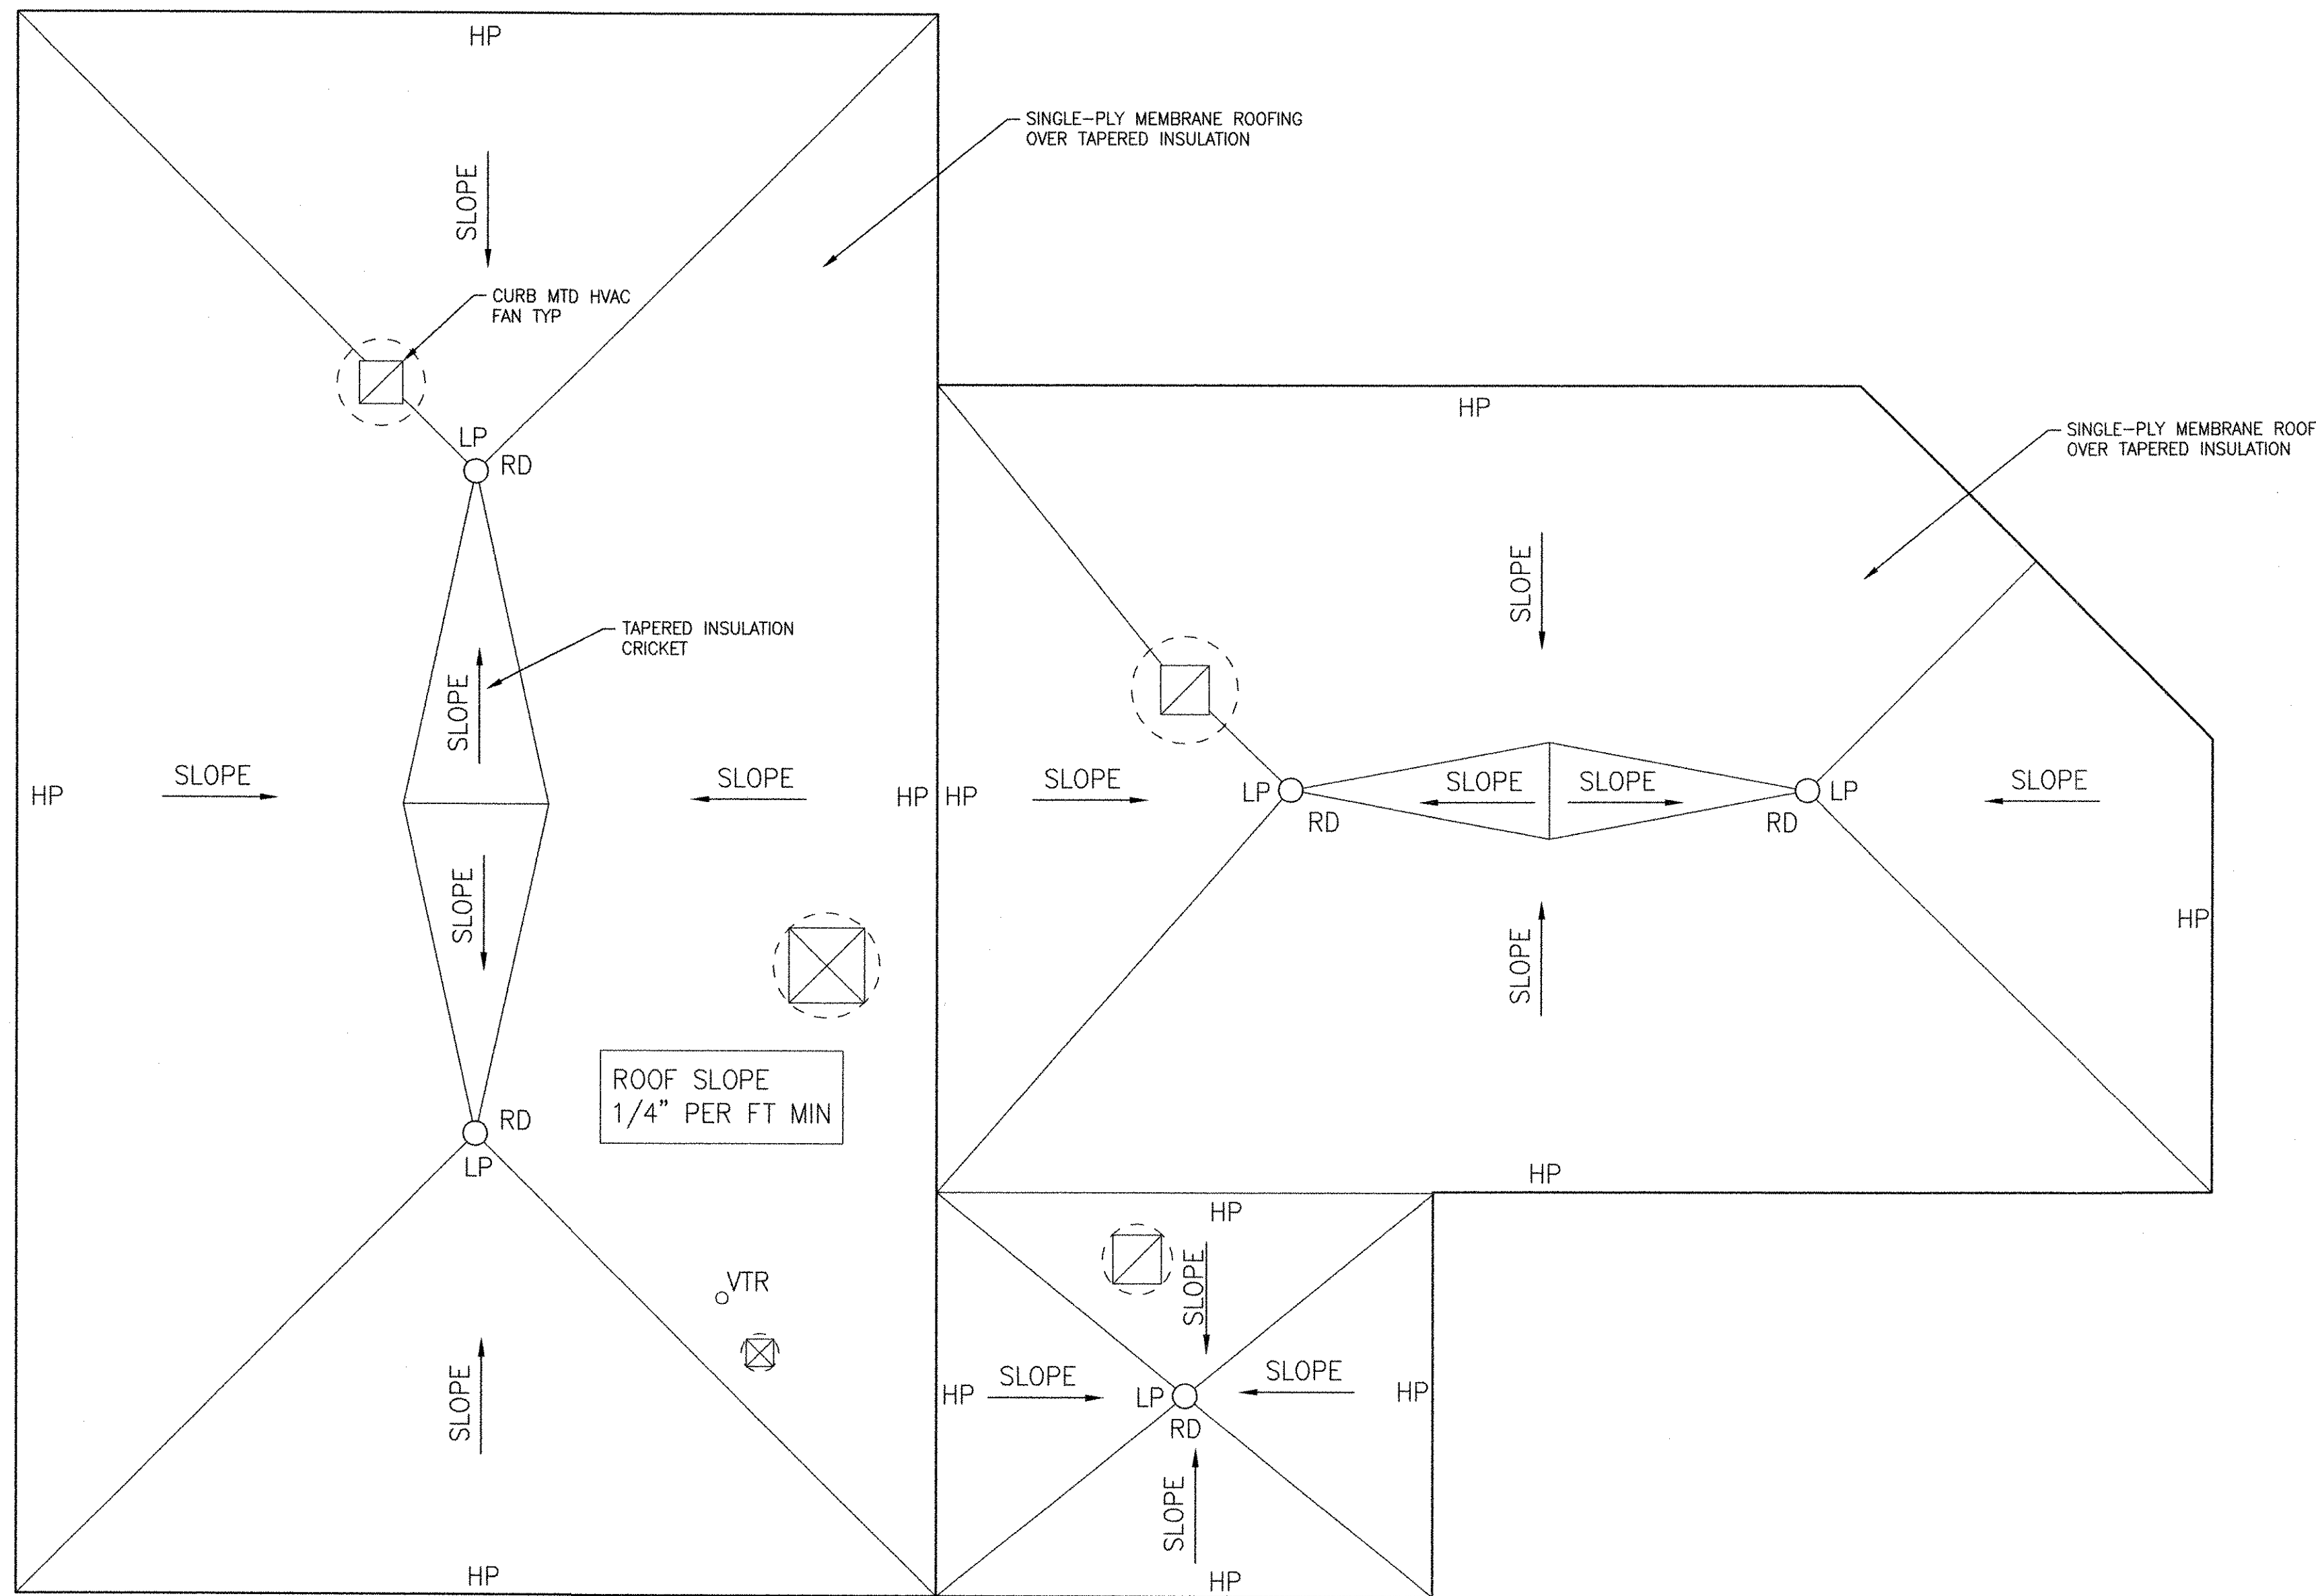 HP
SINGLE-PLY MEMBRANE ROOFING
OVER TAPERED INSULATION
SLOPE
CURB MTD HVAC
FAN TYP
LP
RD
HP
SINGLE-PLY MEMBRANE ROOF
OVER TAPERED INSULATION
SLOPE
TAPERED INSULATION
CRICKET
SLOPE
HP
SLOPE
SLOPE
HP
HP
SLOPE
LP
RD
SLOPE
SLOPE
LP
RD
SLOPE
HP
SLOPE
SLOPE
ROOF SLOPE
1/4" PER FT MIN
RD
LP
HP
HP
VTR
SLOPE
SLOPE
HP
SLOPE
LP
RD
SLOPE
HP
SLOPE
HP
HP